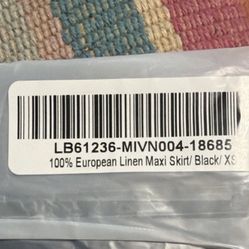 LB61236-MIVN004-18685
100% European Linen Maxi Skirt/ Black/ XS